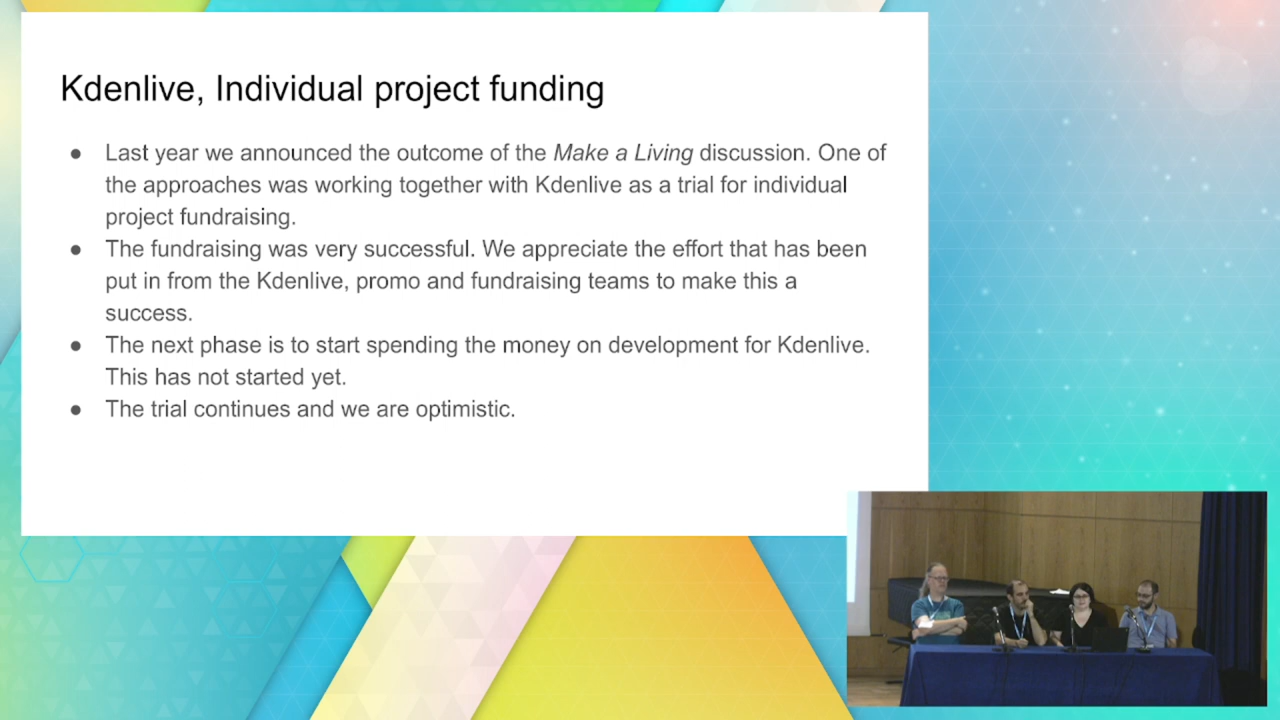 Kdenlive, Individual project funding
● Last year we announced the outcome of the Make a Living discussion. One of
the approaches was working together with Kdenlive as a trial for individual
project fundraising.
● The fundraising was very successful. We appreciate the effort that has been
put in from the Kdenlive, promo and fundraising teams to make this a
success.
● The next phase is to start spending the money on development for Kdenlive.
This has not started yet.
● The trial continues and we are optimistic.